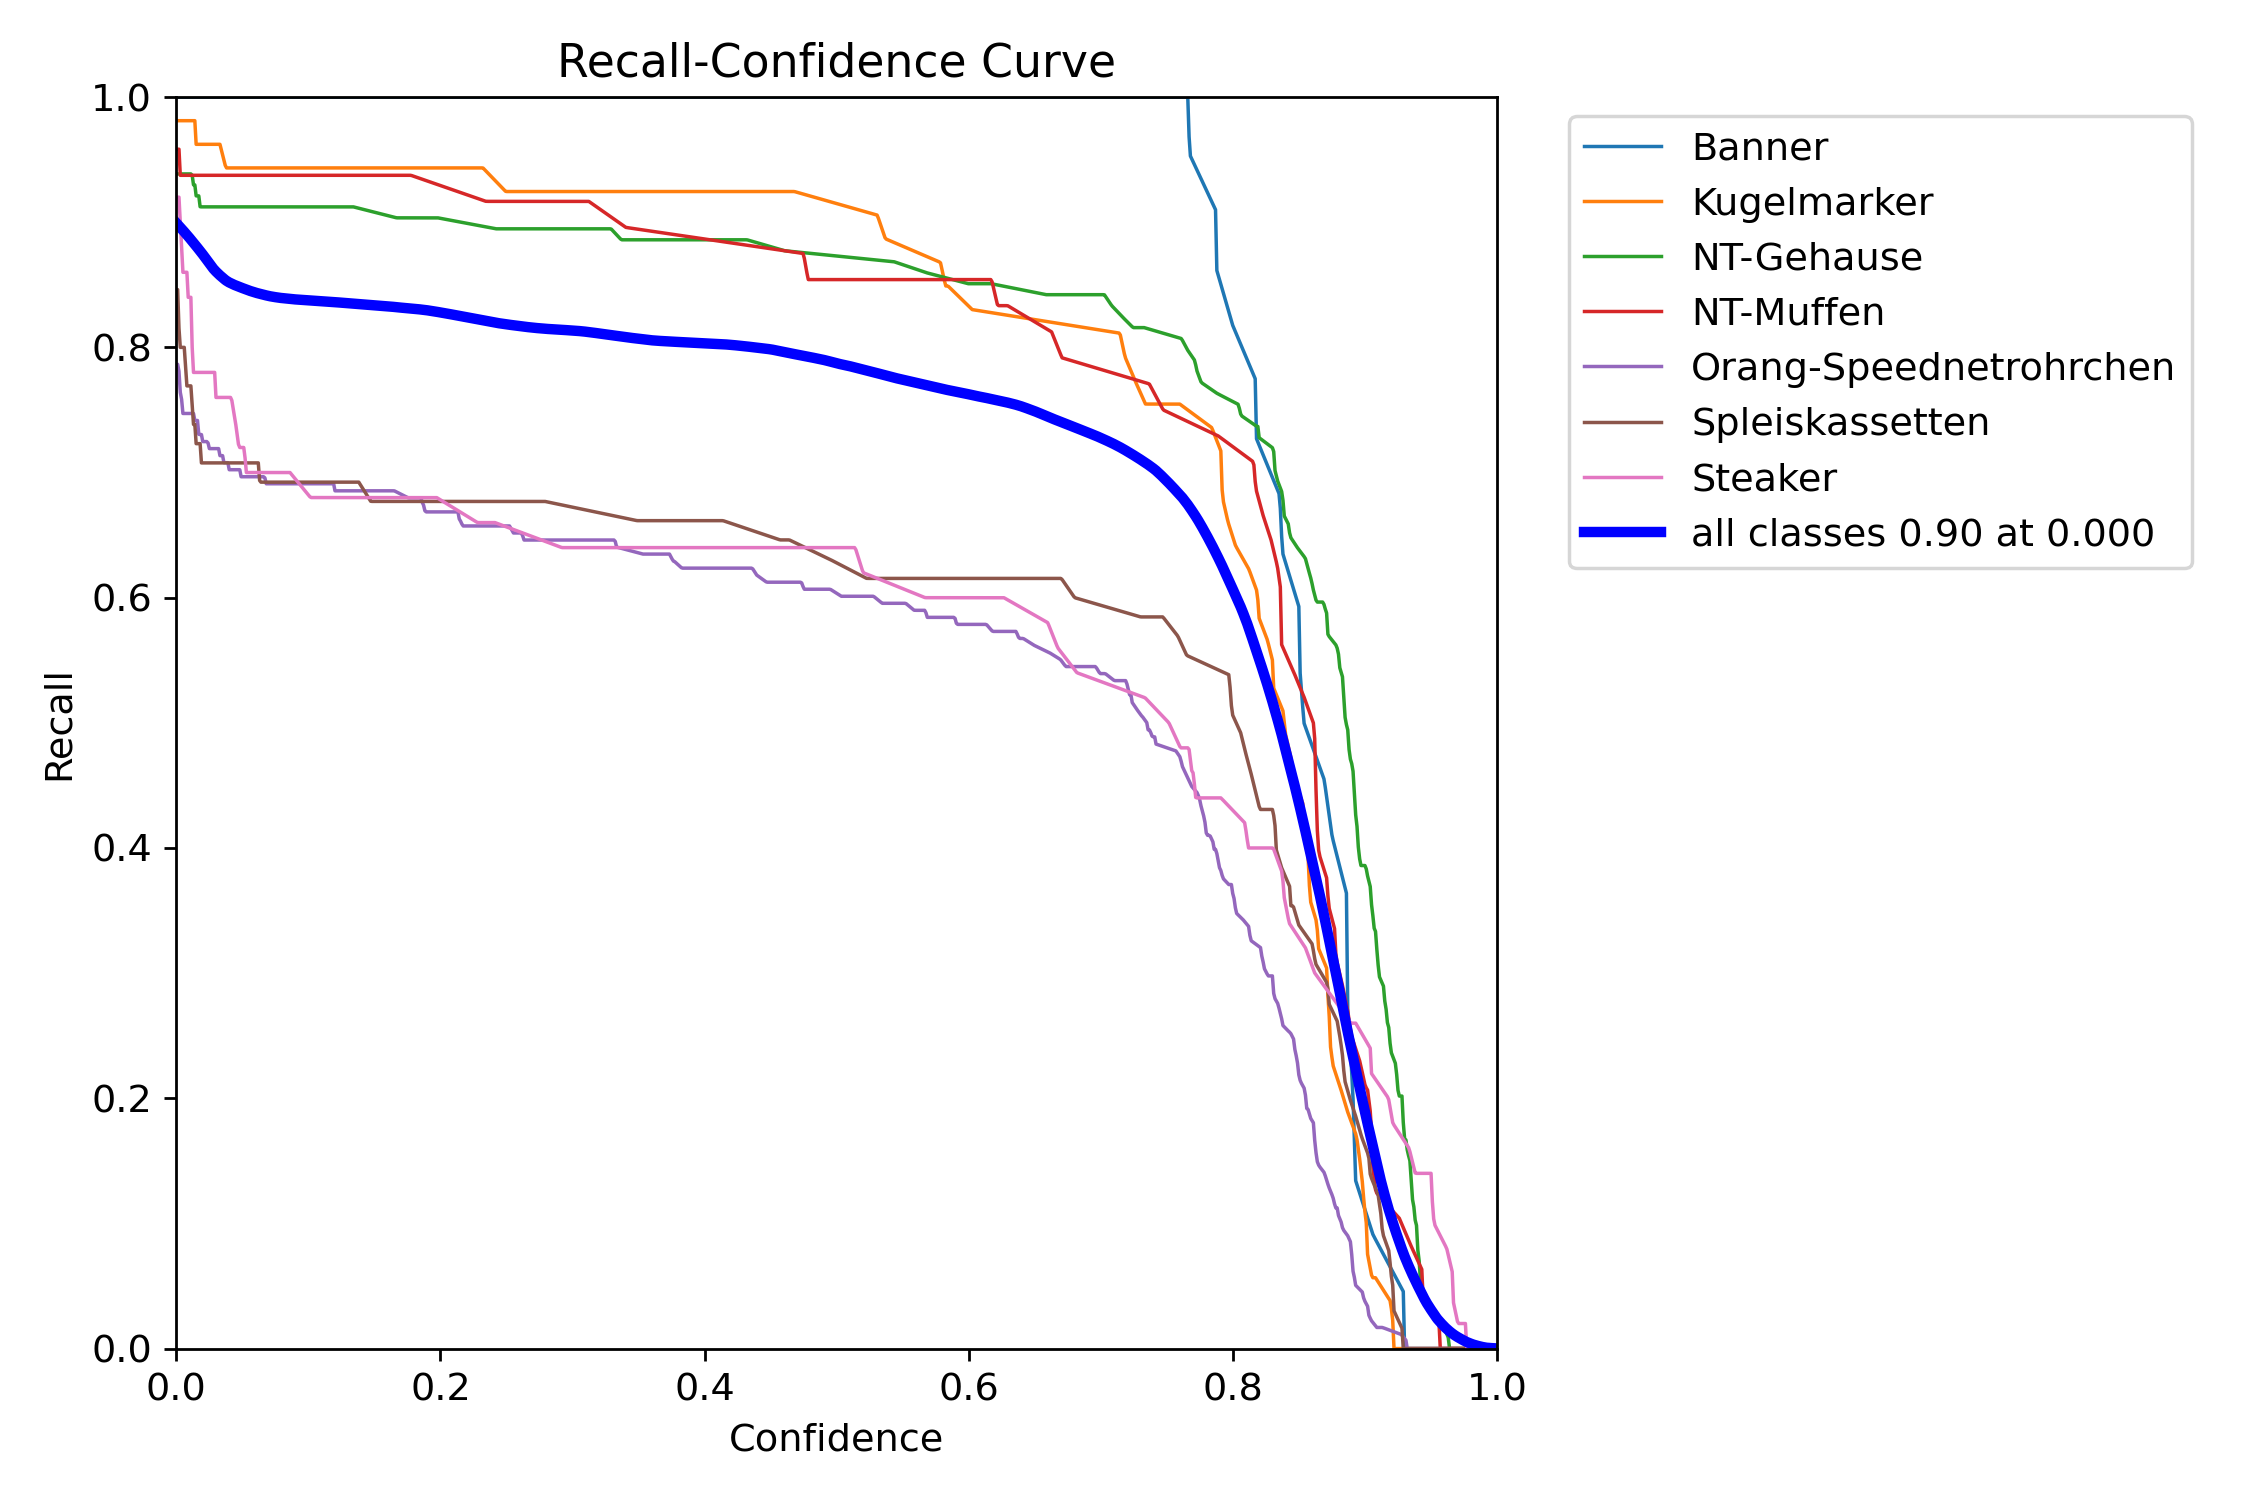 Recall-Confidence Curve
1.0
0.8
0.6
0.4
0.2
0.0
Recall
0.0 0.2 0.4 0.6 0.8 1.0
Confidence
Banner
Kugelmarker
NT-Gehause
NT-Muffen
Orang-Speednetrohrchen
Spleiskassetten
Steaker
all classes 0.90 at 0.000